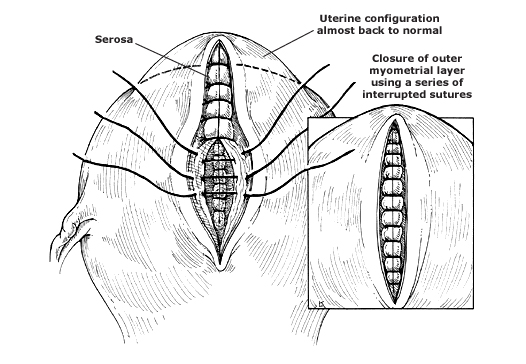 Uterine configuration
almost back to normal
Serosa
Closure of outer
myometrial layer
using a series of
interrupted sutures